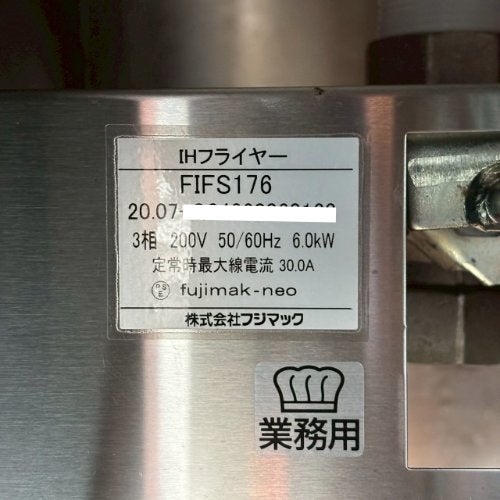 IHフライヤー
FIFS176
20.07-
3相 200V 50/60Hz 6.0kW
定常時最大線電流 30.0A
PSE fujimak-neo
株式会社フジマック
業務用